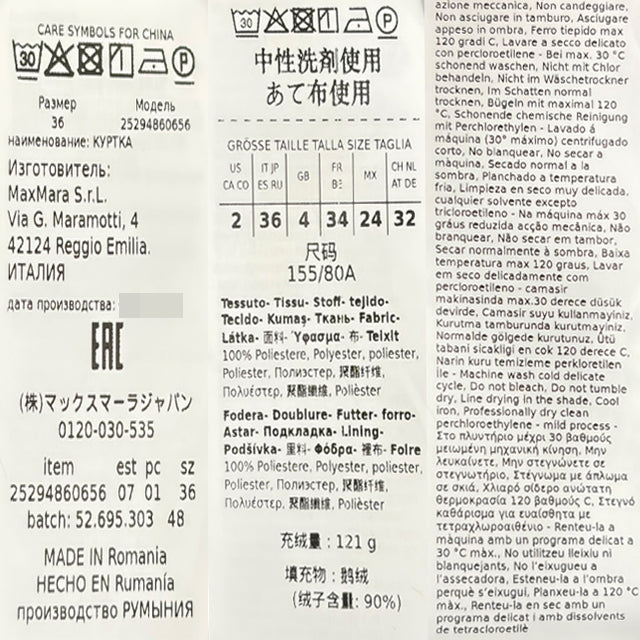 CARE SYMBOLS FOR CHINA
30
P
Размер Модель
36 25294860656
наименование: КУРТКА
Изготовитель:
MaxMara S.r.L.
Via G. Maramotti, 4
42124 Reggio Emilia.
ИТАЛИЯ
дата производства:
EAC
(株)マックスマーラジャパン
0120-030-535
item est pc sz
25294860656 07 01 36
batch: 52.695.303 48
MADE IN Romania
HECHO EN Rumanía
производство РУМЫНИЯ
30
P
中性洗剤使用
あて布使用
GRÖSSE TAILLE TALLA SIZE TAGLIA
US IT JP GB FR MX CH NL
CA CO ES RU BE AT DE
2 36 4 34 24 32
尺码
155/80A
Tessuto- Tissu- Stoff- tejido-
Tecido- Kumaş- Ткань- Fabric-
Látka- 面料- Ύφασμα- 布- Teixit
100% Poliestere, Polyester, poliester,
Poliester, Полиэстер, 聚酯纤维,
Πολυέστερ, 聚酯纖維, Polièster
Fodera- Doublure- Futter- forro-
Astar- Подкладка- Lining-
Podšívka- 里料- Φόδρα- 裡布- Folre
100% Poliestere, Polyester, poliester,
Poliester, Полиэстер, 聚酯纤维,
Πολυέστερ, 聚酯纖維, Polièster
充绒量：121 g
填充物：鹅绒
(绒子含量: 90%)
azione meccanica, Non candeggiare,
Non asciugare in tamburo, Asciugare
appeso in ombra, Ferro tiepido max
120 gradi C, Lavare a secco delicato
con percloroetilene - Bei max. 30 °C
schonend waschen, Nicht mit Chlor
behandeln, Nicht im Wäschetrockner
trocknen, Im Schatten normal
trocknen, Bügeln mit maximal 120
°C, Schonende chemische Reinigung
mit Perchlorethylen - Lavado á
máquina (30° máximo) centrifugado
corto, No blanquear, No secar a
màquina, Secado normal a la
sombra, Planchado a temperatura
fria, Limpieza en seco muy delicada,
cualquier solvente excepto
tricloroetileno - Na máquina máx 30
gráus reduzida acção mecânica, Não
branquear, Não secar em tambor,
Secar normalmente à sombra, Baixa
temperatura max 120 graus, Lavar
em seco delicadamente com
percloroetileno - camasir
makinasinda max.30 derece düsük
devirde, Camasir suyu kullanmayiniz,
Kurutma tamburunda kurutmayiniz,
Normalde gölgede kurutunuz, Ütü
tabani sicakligi en cok 120 derece C,
Narin kuru temizleme perkloretilen
ile - Machine wash cold delicate
cycle, Do not bleach, Do not tumble
dry, Line drying in the shade, Cool
iron, Professionally dry clean
perchloroethylene - mild process -
Στο πλυντήριο μέχρι 30 βαθμούς
μειωμένη μηχανική κίνηση, Μην
λευκαίνετε, Μην στεγνώνετε σε
στεγνωτήριο, Στέγνωμα με άπλωμα
σε σκιά, Χλιαρό σίδερο ανώτατη
θερμοκρασία 120 βαθμούς C, Στεγνό
καθάρισμα για ευαίσθητα με
τετραχλωροαιθένιο - Renteu-la a
màquina amb un programa delicat a
30 °C màx., No utilitzeu lleixiu ni
blanquejants, No l'eixugueu a
l'assecadora, Esteneu-la a l'ombra
perquè s'eixugui, Planxeu-la a 120 °C
màx., Renteu-la en sec amb un
programa delicat i amb dissolvents
de tetracloroetilè